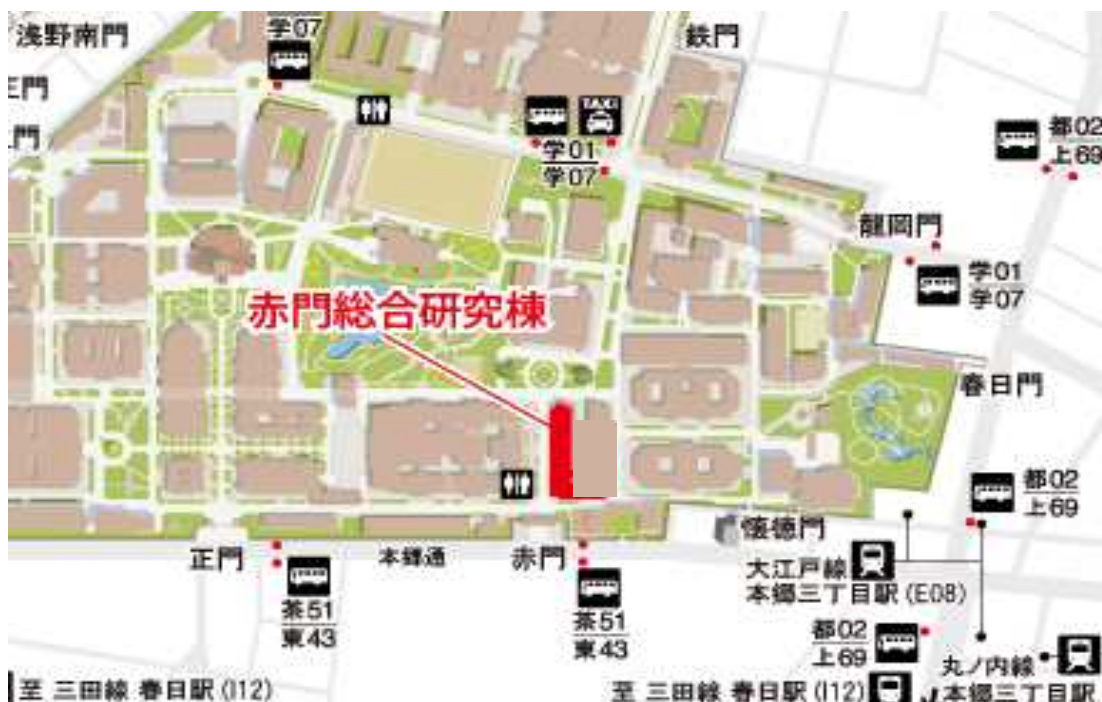 浅野南門
学07
鉄門
門
門
TAXI
学01
学07
都02
上69
龍岡門
学01
学07
赤門総合研究棟
春日門
都02
上69
正門
本郷通
赤門
懐徳門
大江戸線
本郷三丁目駅(E08)
茶51
東43
茶51
東43
都02
上69
丸ノ内線
至 三田線 春日駅(I12)
至 三田線 春日駅(I12)
本郷三丁目駅